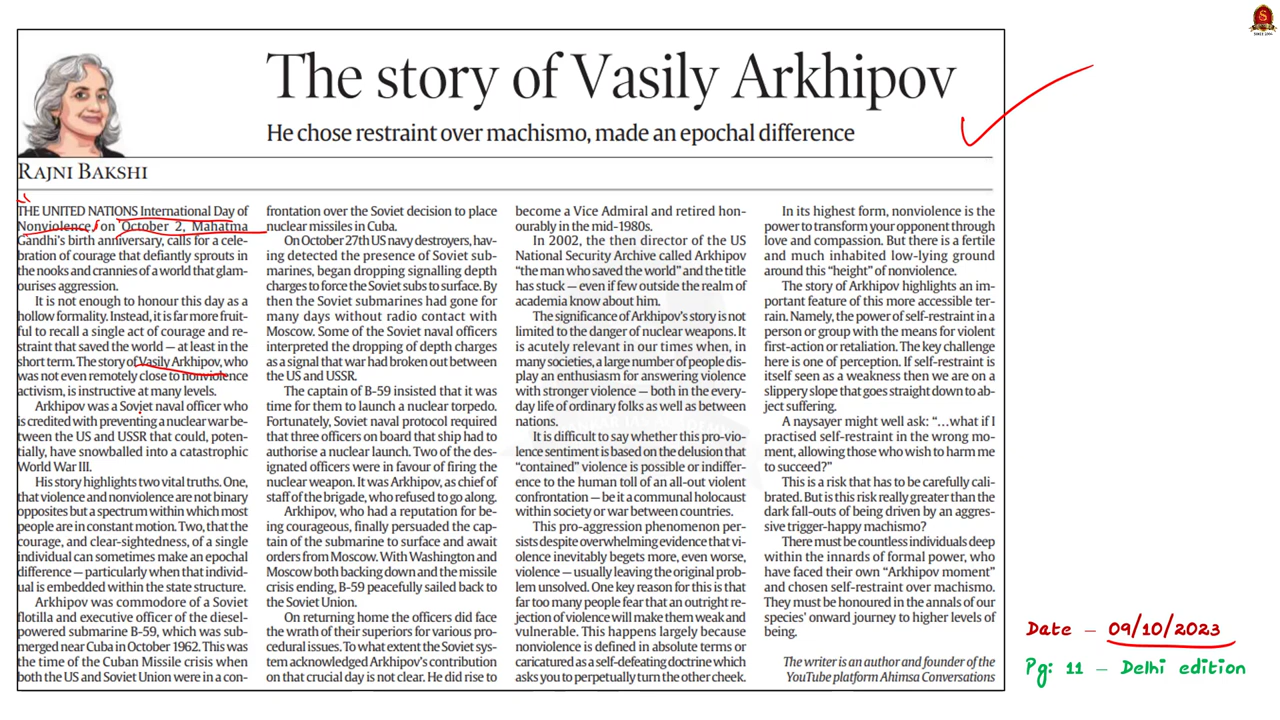 The story of Vasily Arkhipov
He chose restraint over machismo, made an epochal difference
RAJNI BAKSHI
THE UNITED NATIONS International Day of
Nonviolence, on October 2, Mahatma
Gandhi's birth anniversary, calls for a cele-
bration of courage that defiantly sprouts in
the nooks and crannies of a world that glam-
ourises aggression.
It is not enough to honour this day as a
hollow formality. Instead, it is far more fruit-
ful to recall a single act of courage and re-
straint that saved the world — at least in the
short term. The story of Vasily Arkhipov, who
was not even remotely close to nonviolence
activism, is instructive at many levels.
Arkhipov was a Soviet naval officer who
is credited with preventing a nuclear war be-
tween the US and USSR that could, poten-
tially, have snowballed into a catastrophic
World War III.
His story highlights two vital truths. One,
that violence and nonviolence are not binary
opposites but a spectrum within which most
people are in constant motion. Two, that the
courage, and clear-sightedness, of a single
individual can sometimes make an epochal
difference — particularly when that individ-
ual is embedded within the state structure.
Arkhipov was commodore of a Soviet
flotilla and executive officer of the diesel-
powered submarine B-59, which was sub-
merged near Cuba in October 1962. This was
the time of the Cuban Missile crisis when
both the US and Soviet Union were in a con-
frontation over the Soviet decision to place
nuclear missiles in Cuba.
On October 27th US navy destroyers, hav-
ing detected the presence of Soviet sub-
marines, began dropping signalling depth
charges to force the Soviet subs to surface. By
then the Soviet submarines had gone for
many days without radio contact with
Moscow. Some of the Soviet naval officers
interpreted the dropping of depth charges
as a signal that war had broken out between
the US and USSR.
The captain of B-59 insisted that it was
time for them to launch a nuclear torpedo.
Fortunately, Soviet naval protocol required
that three officers on board that ship had to
authorise a nuclear launch. Two of the des-
ignated officers were in favour of firing the
nuclear weapon. It was Arkhipov, as chief of
staff of the brigade, who refused to go along.
Arkhipov, who had a reputation for be-
ing courageous, finally persuaded the cap-
tain of the submarine to surface and await
orders from Moscow. With Washington and
Moscow both backing down and the missile
crisis ending, B-59 peacefully sailed back to
the Soviet Union.
On returning home the officers did face
the wrath of their superiors for various pro-
cedural issues. To what extent the Soviet sys-
tem acknowledged Arkhipov's contribution
on that crucial day is not clear. He did rise to
become a Vice Admiral and retired hon-
ourably in the mid-1980s.
In 2002, the then director of the US
National Security Archive called Arkhipov
"the man who saved the world" and the title
has stuck — even if few outside the realm of
academia know about him.
The significance of Arkhipov's story is not
limited to the danger of nuclear weapons. It
is acutely relevant in our times when, in
many societies, a large number of people dis-
play an enthusiasm for answering violence
with stronger violence — both in the every-
day life of ordinary folks as well as between
nations.
It is difficult to say whether this pro-vio-
lence sentiment is based on the delusion that
"contained" violence is possible or indiffer-
ence to the human toll of an all-out violent
confrontation — be it a communal holocaust
within society or war between countries.
This pro-aggression phenomenon per-
sists despite overwhelming evidence that vi-
olence inevitably begets more, even worse,
violence — usually leaving the original prob-
lem unsolved. One key reason for this is that
far too many people fear that an outright re-
jection of violence will make them weak and
vulnerable. This happens largely because
nonviolence is defined in absolute terms or
caricatured as a self-defeating doctrine which
asks you to perpetually turn the other cheek.
In its highest form, nonviolence is the
power to transform your opponent through
love and compassion. But there is a fertile
and much inhabited low-lying ground
around this "height" of nonviolence.
The story of Arkhipov highlights an im-
portant feature of this more accessible ter-
rain. Namely, the power of self-restraint in a
person or group with the means for violent
first-action or retaliation. The key challenge
here is one of perception. If self-restraint is
itself seen as a weakness then we are on a
slippery slope that goes straight down to ab-
ject suffering.
A naysayer might well ask: "...what if I
practised self-restraint in the wrong mo-
ment, allowing those who wish to harm me
to succeed?"
This is a risk that has to be carefully cali-
brated. But is this risk really greater than the
dark fall-outs of being driven by an aggres-
sive trigger-happy machismo?
There must be countless individuals deep
within the innards of formal power, who
have faced their own "Arkhipov moment"
and chosen self-restraint over machismo.
They must be honoured in the annals of our
species' onward journey to higher levels of
being.
The writer is an author and founder of the
YouTube platform Ahimsa Conversations
Date – 09/10/2023
Pg: 11 – Delhi edition